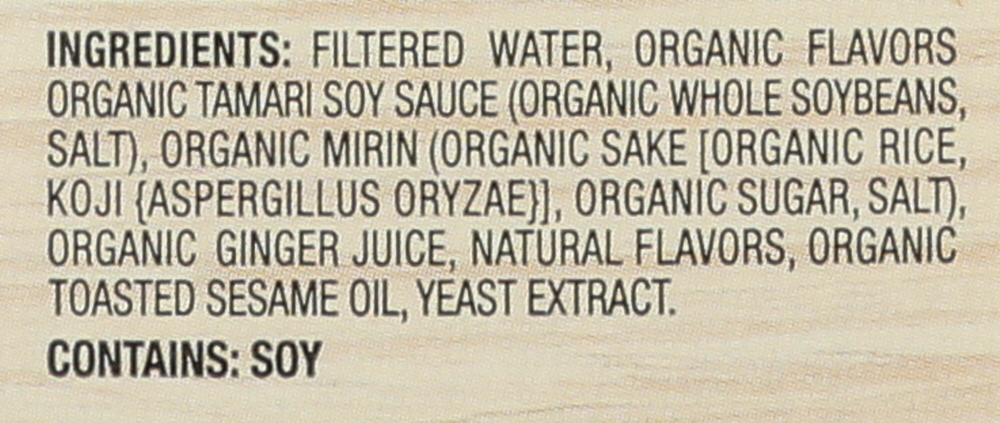 INGREDIENTS: FILTERED WATER, ORGANIC FLAVORS
ORGANIC TAMARI SOY SAUCE (ORGANIC WHOLE SOYBEANS,
SALT), ORGANIC MIRIN (ORGANIC SAKE [ORGANIC RICE,
KOJI {ASPERGILLUS ORYZAE}], ORGANIC SUGAR, SALT),
ORGANIC GINGER JUICE, NATURAL FLAVORS, ORGANIC
TOASTED SESAME OIL, YEAST EXTRACT.
CONTAINS: SOY